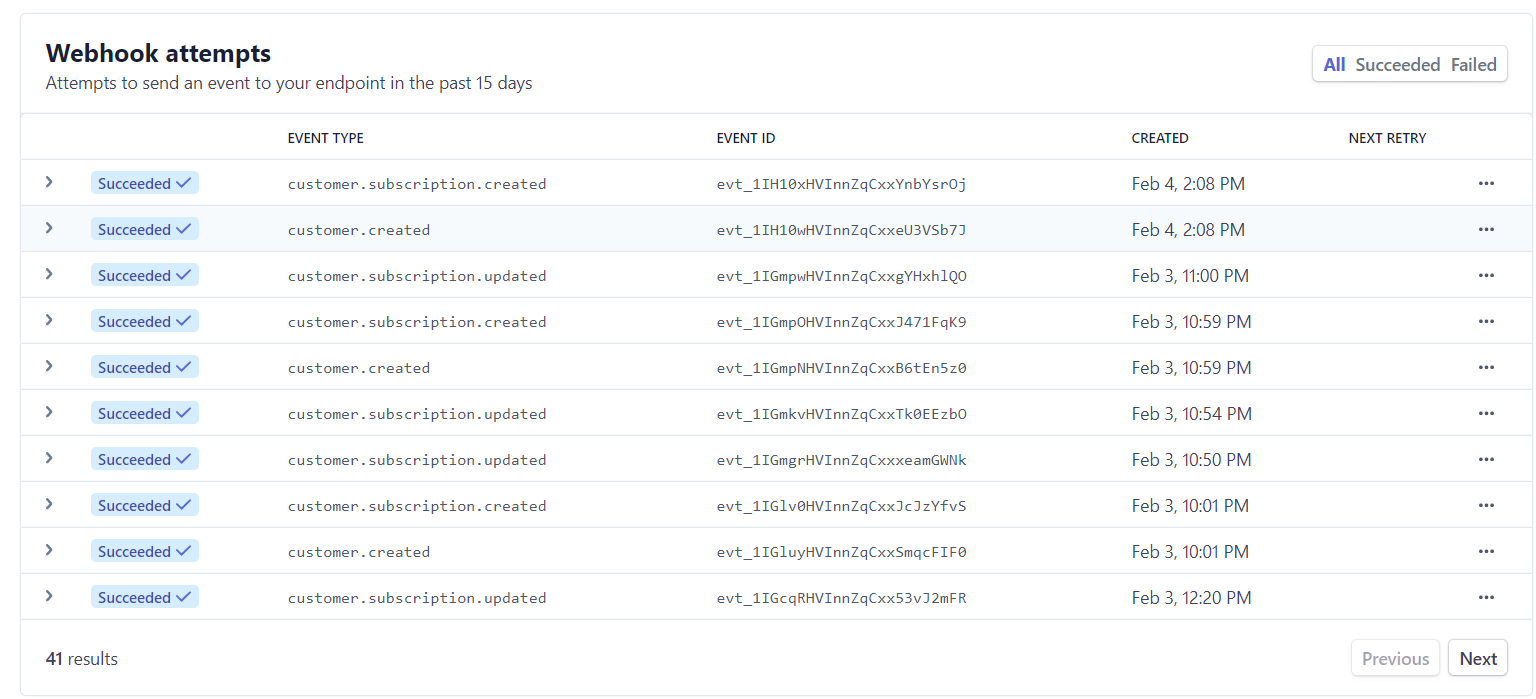 Webhook attempts
Attempts to send an event to your endpoint in the past 15 days
All Succeeded Failed
EVENT TYPE EVENT ID CREATED NEXT RETRY
Succeeded customer.subscription.created evt_1IH10xHVInnZqCxxYnbYsrOj Feb 4, 2:08 PM
Succeeded customer.created evt_1IH10wHVInnZqCxxeU3VSb7J Feb 4, 2:08 PM
Succeeded customer.subscription.updated evt_1IGmpwHVInnZqCxxgYHxhlQO Feb 3, 11:00 PM
Succeeded customer.subscription.created evt_1IGmpOHVInnZqCxxJ471FqK9 Feb 3, 10:59 PM
Succeeded customer.created evt_1IGmpNHVInnZqCxxB6tEn5z0 Feb 3, 10:59 PM
Succeeded customer.subscription.updated evt_1IGmkvHVInnZqCxxTk0EEzbO Feb 3, 10:54 PM
Succeeded customer.subscription.updated evt_1IGmgrHVInnZqCxxxeamGWNk Feb 3, 10:50 PM
Succeeded customer.subscription.created evt_1IGlv0HVInnZqCxxJcJzYfvS Feb 3, 10:01 PM
Succeeded customer.created evt_1IGluyHVInnZqCxxSmqcFIF0 Feb 3, 10:01 PM
Succeeded customer.subscription.updated evt_1IGcqRHVInnZqCxx53vJ2mFR Feb 3, 12:20 PM
41 results
Previous Next